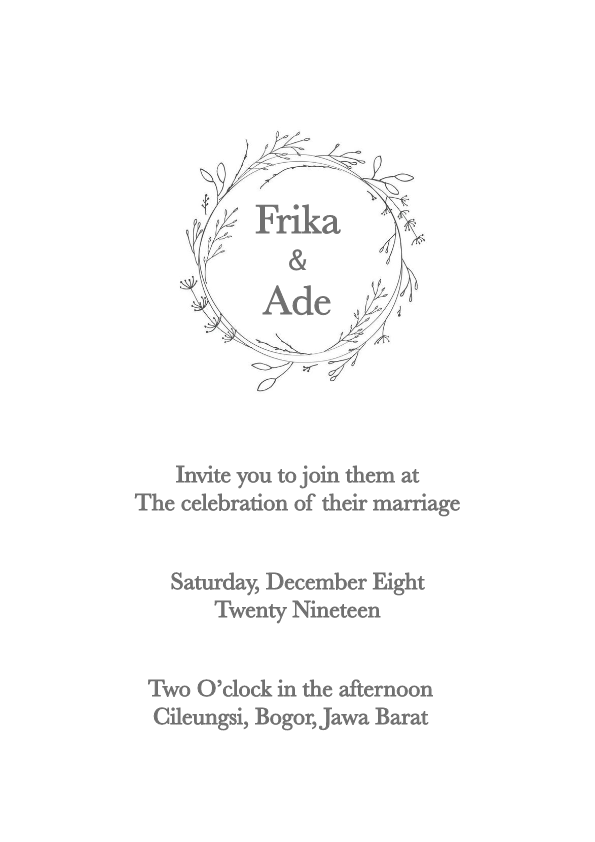 Frika
&
Ade
Invite you to join them at
The celebration of their marriage
Saturday, December Eight
Twenty Nineteen
Two O’clock in the afternoon
Cileungsi, Bogor, Jawa Barat